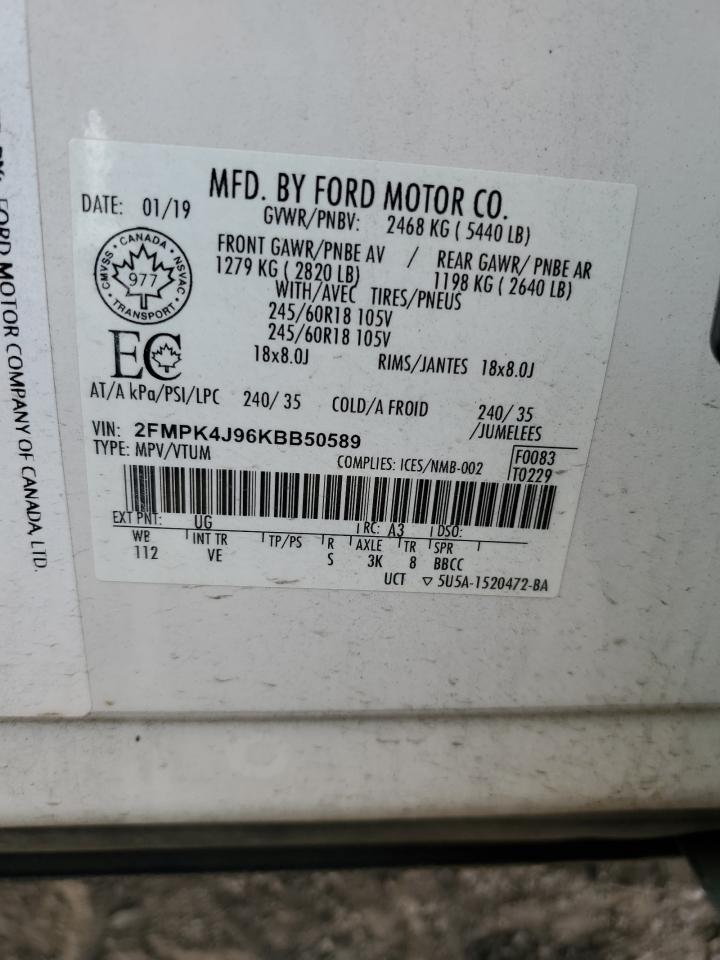 MFD. BY FORD MOTOR CO.
DATE: 01/19
GVWR/PNBV: 2468 KG ( 5440 LB)
FRONT GAWR/PNBE AV / REAR GAWR/ PNBE AR
1279 KG ( 2820 LB) 1198 KG ( 2640 LB)
WITH/AVEC TIRES/PNEUS
245/60R18 105V
245/60R18 105V
18x8.0J RIMS/JANTES 18x8.0J
CMVSS · CANADA · NSVAC
977
TRANSPORT
EC
AT/A kPa/PSI/LPC 240/ 35 COLD/A FROID 240/ 35
/JUMELEES
VIN: 2FMPK4J96KBB50589
TYPE: MPV/VTUM
COMPLIES: ICES/NMB-002
F0083
T0229
EXT PNT: UG RC: A3 DSO:
WB INT TR TP/PS R AXLE TR SPR
112 VE S 3K 8 BBCC
UCT ▽ 5U5A-1520472-BA
FORD MOTOR COMPANY OF CANADA, LTD.